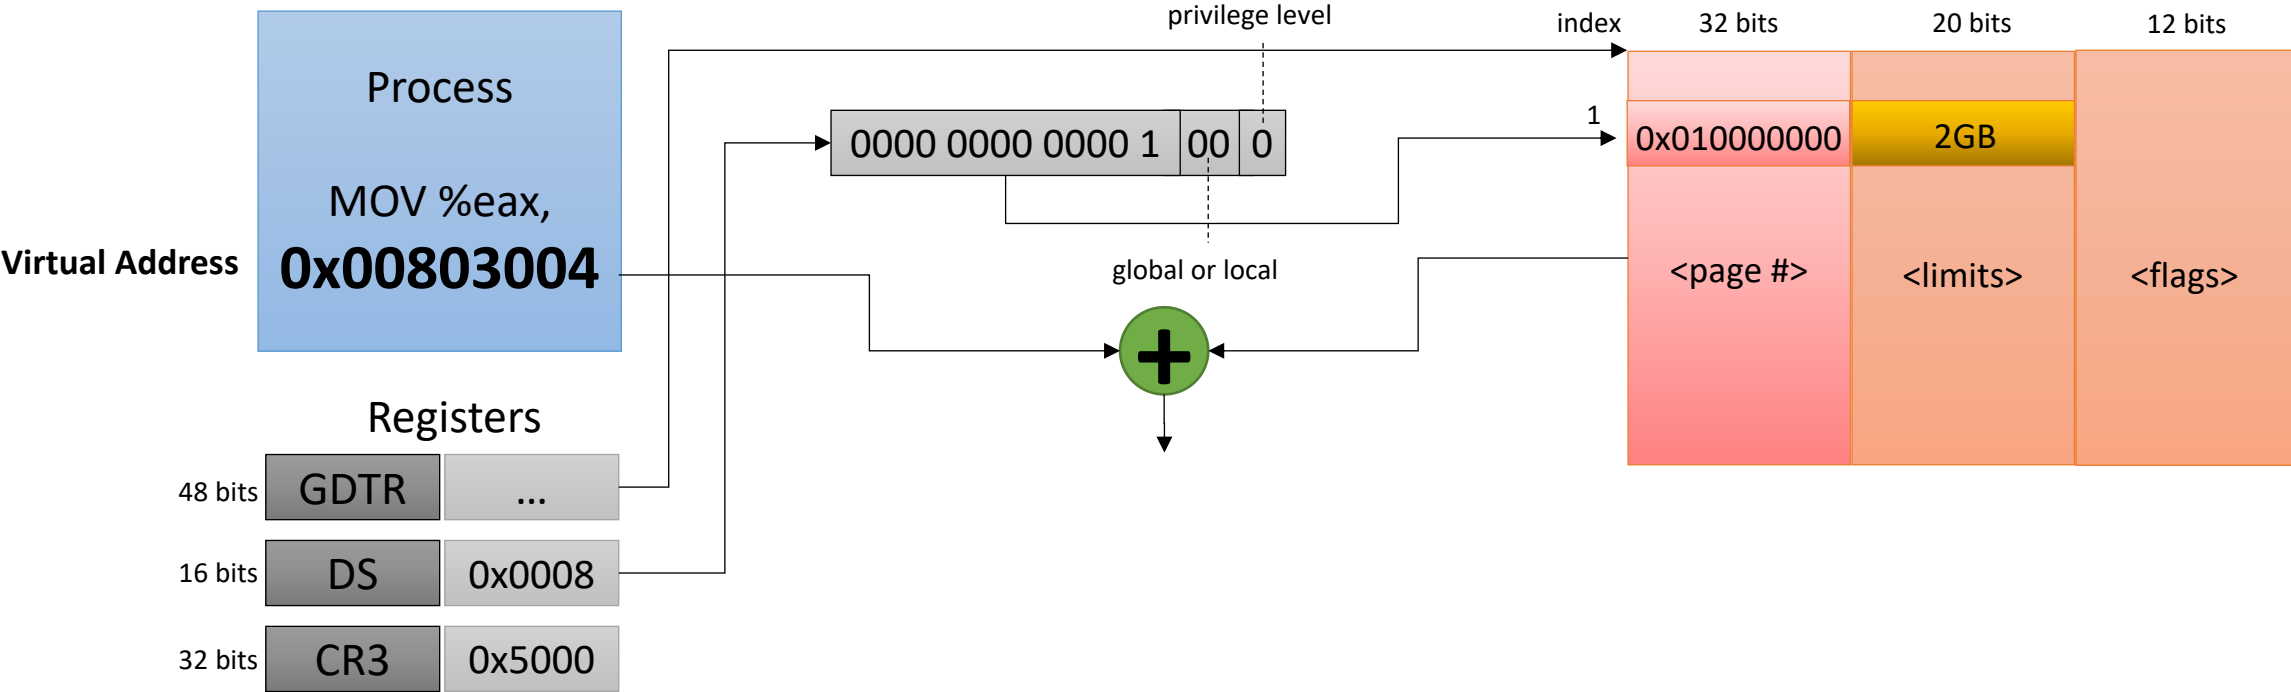 privilege level
index
32 bits
20 bits
12 bits
Process
MOV %eax,
0x00803004
Virtual Address
0000 0000 0000 1
00
0
global or local
1
0x010000000
2GB
<page #>
<limits>
<flags>
+
Registers
48 bits
GDTR
...
16 bits
DS
0x0008
32 bits
CR3
0x5000